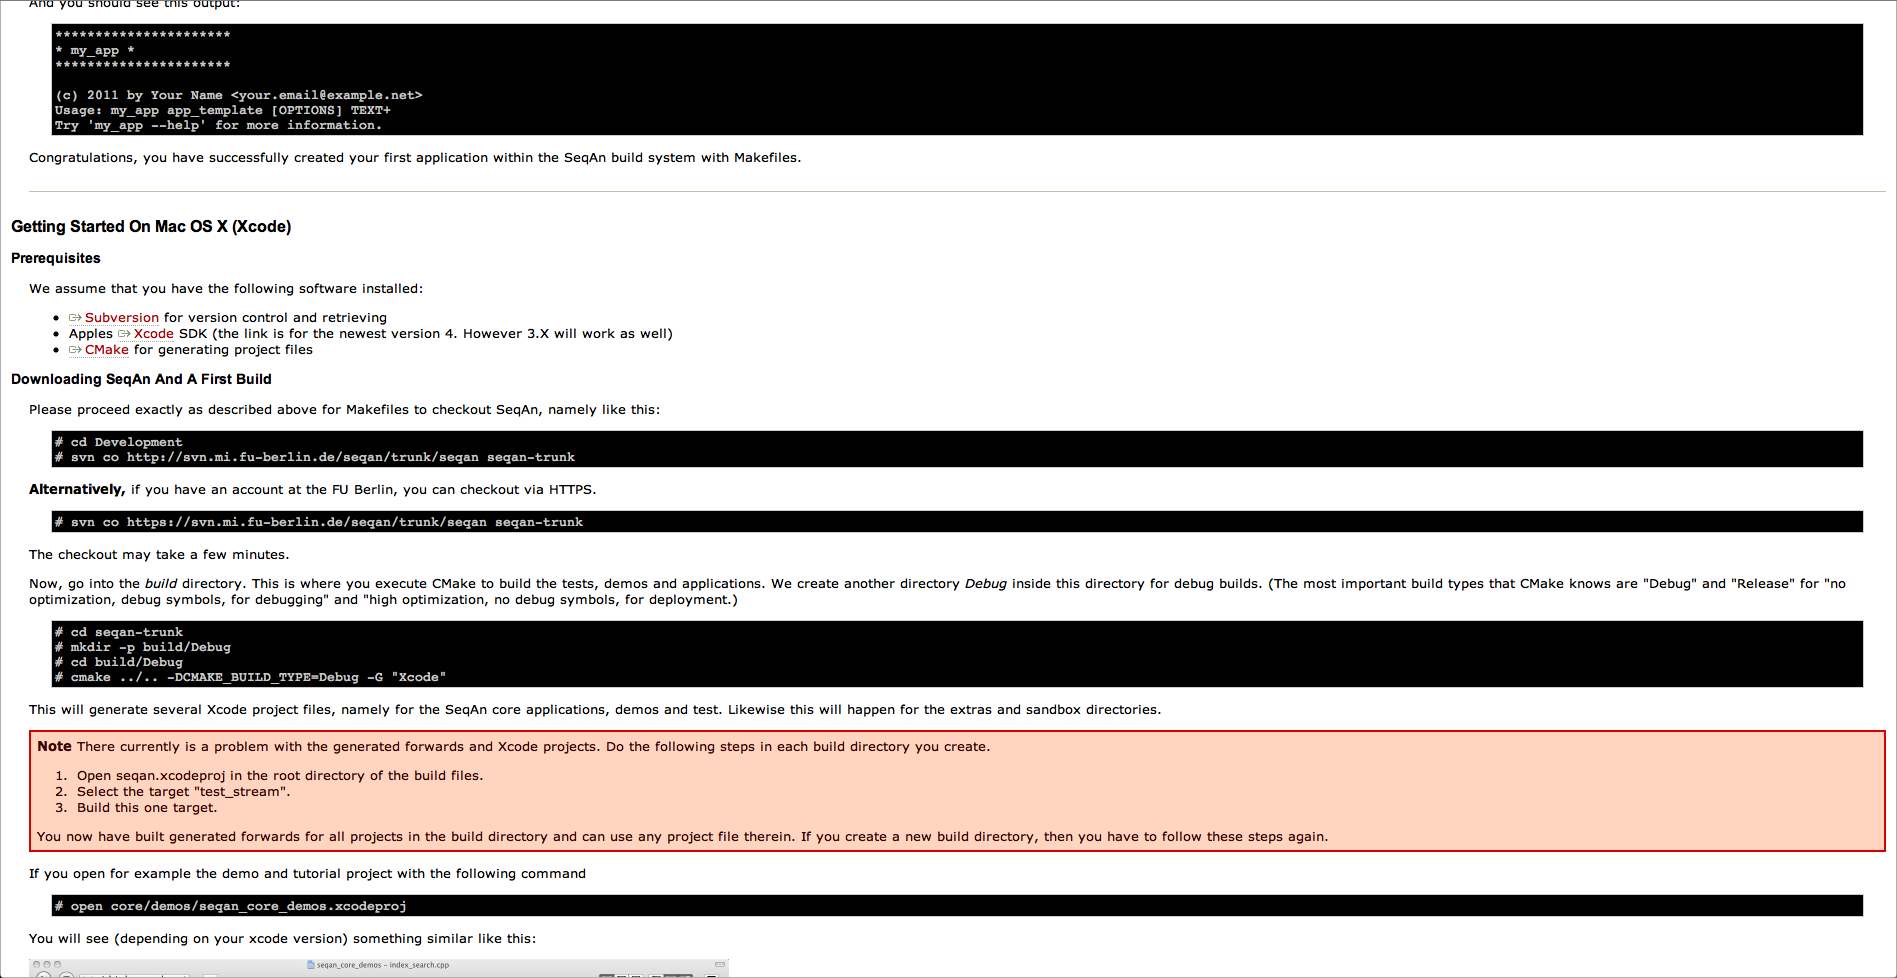 And you should see this output:
***********************
* my_app *
***********************
(c) 2011 by Your Name <your.email@example.net>
Usage: my_app app_template [OPTIONS] TEXT+
Try 'my_app --help' for more information.
Congratulations, you have successfully created your first application within the SeqAn build system with Makefiles.
Getting Started On Mac OS X (Xcode)
Prerequisites
We assume that you have the following software installed:
• Subversion for version control and retrieving
• Apples Xcode SDK (the link is for the newest version 4. However 3.X will work as well)
• CMake for generating project files
Downloading SeqAn And A First Build
Please proceed exactly as described above for Makefiles to checkout SeqAn, namely like this:
# cd Development
# svn co http://svn.mi.fu-berlin.de/seqan/trunk/seqan seqan-trunk
Alternatively, if you have an account at the FU Berlin, you can checkout via HTTPS.
# svn co https://svn.mi.fu-berlin.de/seqan/trunk/seqan seqan-trunk
The checkout may take a few minutes.
Now, go into the build directory. This is where you execute CMake to build the tests, demos and applications. We create another directory Debug inside this directory for debug builds. (The most important build types that CMake knows are "Debug" and "Release" for "no
optimization, debug symbols, for debugging" and "high optimization, no debug symbols, for deployment.)
# cd seqan-trunk
# mkdir -p build/Debug
# cd build/Debug
# cmake ../.. -DCMAKE_BUILD_TYPE=Debug -G "Xcode"
This will generate several Xcode project files, namely for the SeqAn core applications, demos and test. Likewise this will happen for the extras and sandbox directories.
Note There currently is a problem with the generated forwards and Xcode projects. Do the following steps in each build directory you create.
1. Open seqan.xcodeproj in the root directory of the build files.
2. Select the target "test_stream".
3. Build this one target.
You now have built generated forwards for all projects in the build directory and can use any project file therein. If you create a new build directory, then you have to follow these steps again.
If you open for example the demo and tutorial project with the following command
# open core/demos/seqan_core_demos.xcodeproj
You will see (depending on your xcode version) something similar like this:
seqan_core_demos - index_search.cpp